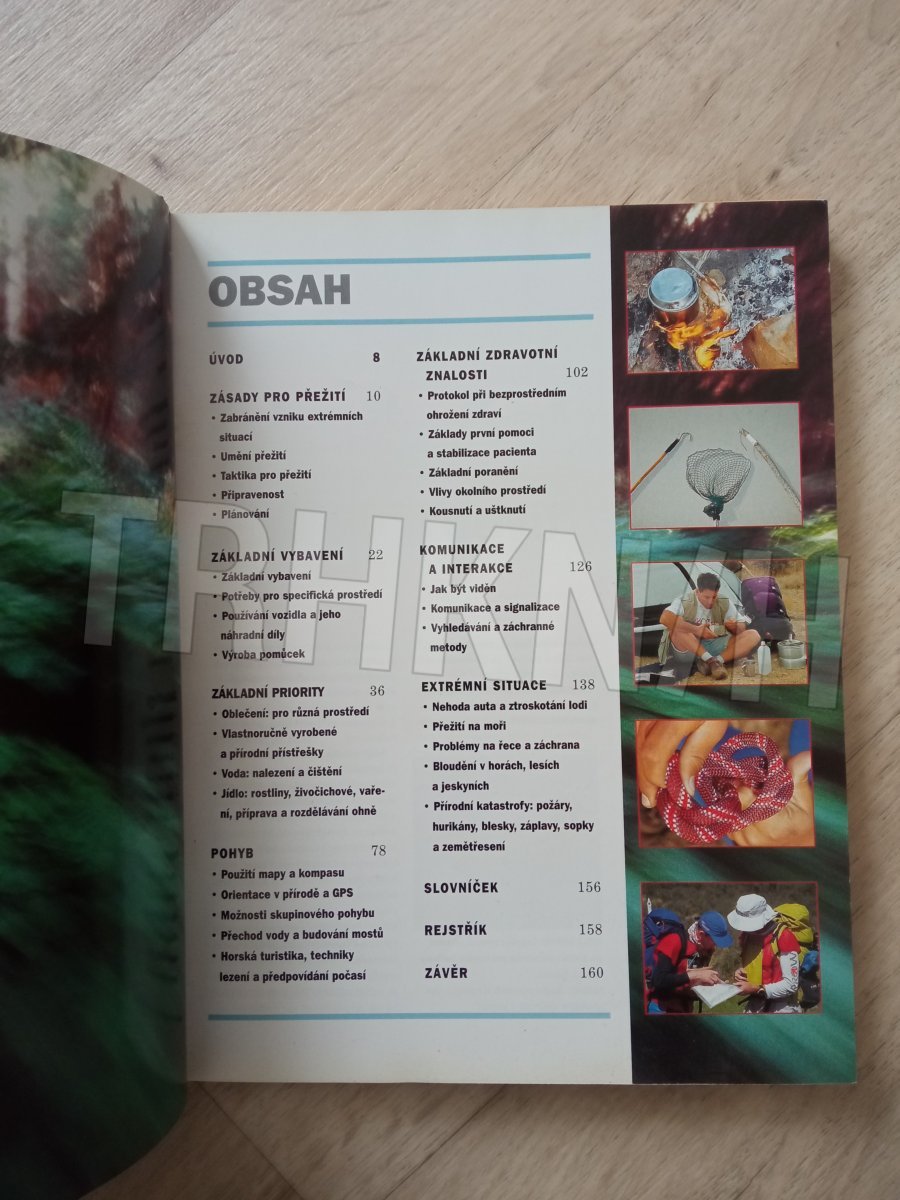 OBSAH
ÚVOD 8
ZÁSADY PRO PŘEŽITÍ 10
• Zabránění vzniku extrémních
situací
• Umění přežití
• Taktika pro přežití
• Připravenost
• Plánování
ZÁKLADNÍ VYBAVENÍ 22
• Základní vybavení
• Potřeby pro specifická prostředí
• Používání vozidla a jeho
náhradní díly
• Výroba pomůcek
ZÁKLADNÍ PRIORITY 36
• Oblečení: pro různá prostředí
• Vlastnoručně vyrobené
a přírodní přístřešky
• Voda: nalezení a čištění
• Jídlo: rostliny, živočichové, vaře-
ní, příprava a rozdělávání ohně
POHYB 78
• Použití mapy a kompasu
• Orientace v přírodě a GPS
• Možnosti skupinového pohybu
• Přechod vody a budování mostů
• Horská turistika, techniky
lezení a předpovídání počasí
ZÁKLADNÍ ZDRAVOTNÍ
ZNALOSTI 102
• Protokol při bezprostředním
ohrožení zdraví
• Základy první pomoci
a stabilizace pacienta
• Základní poranění
• Vlivy okolního prostředí
• Kousnutí a uštknutí
KOMUNIKACE
A INTERAKCE 126
• Jak být viděn
• Komunikace a signalizace
• Vyhledávání a záchranné
metody
EXTRÉMNÍ SITUACE 138
• Nehoda auta a ztroskotání lodi
• Přežití na moři
• Problémy na řece a záchrana
• Bloudění v horách, lesích
a jeskyních
• Přírodní katastrofy: požáry,
hurikány, blesky, záplavy, sopky
a zemětřesení
SLOVNÍČEK 156
REJSTŘÍK 158
ZÁVĚR 160
TRHKNIH